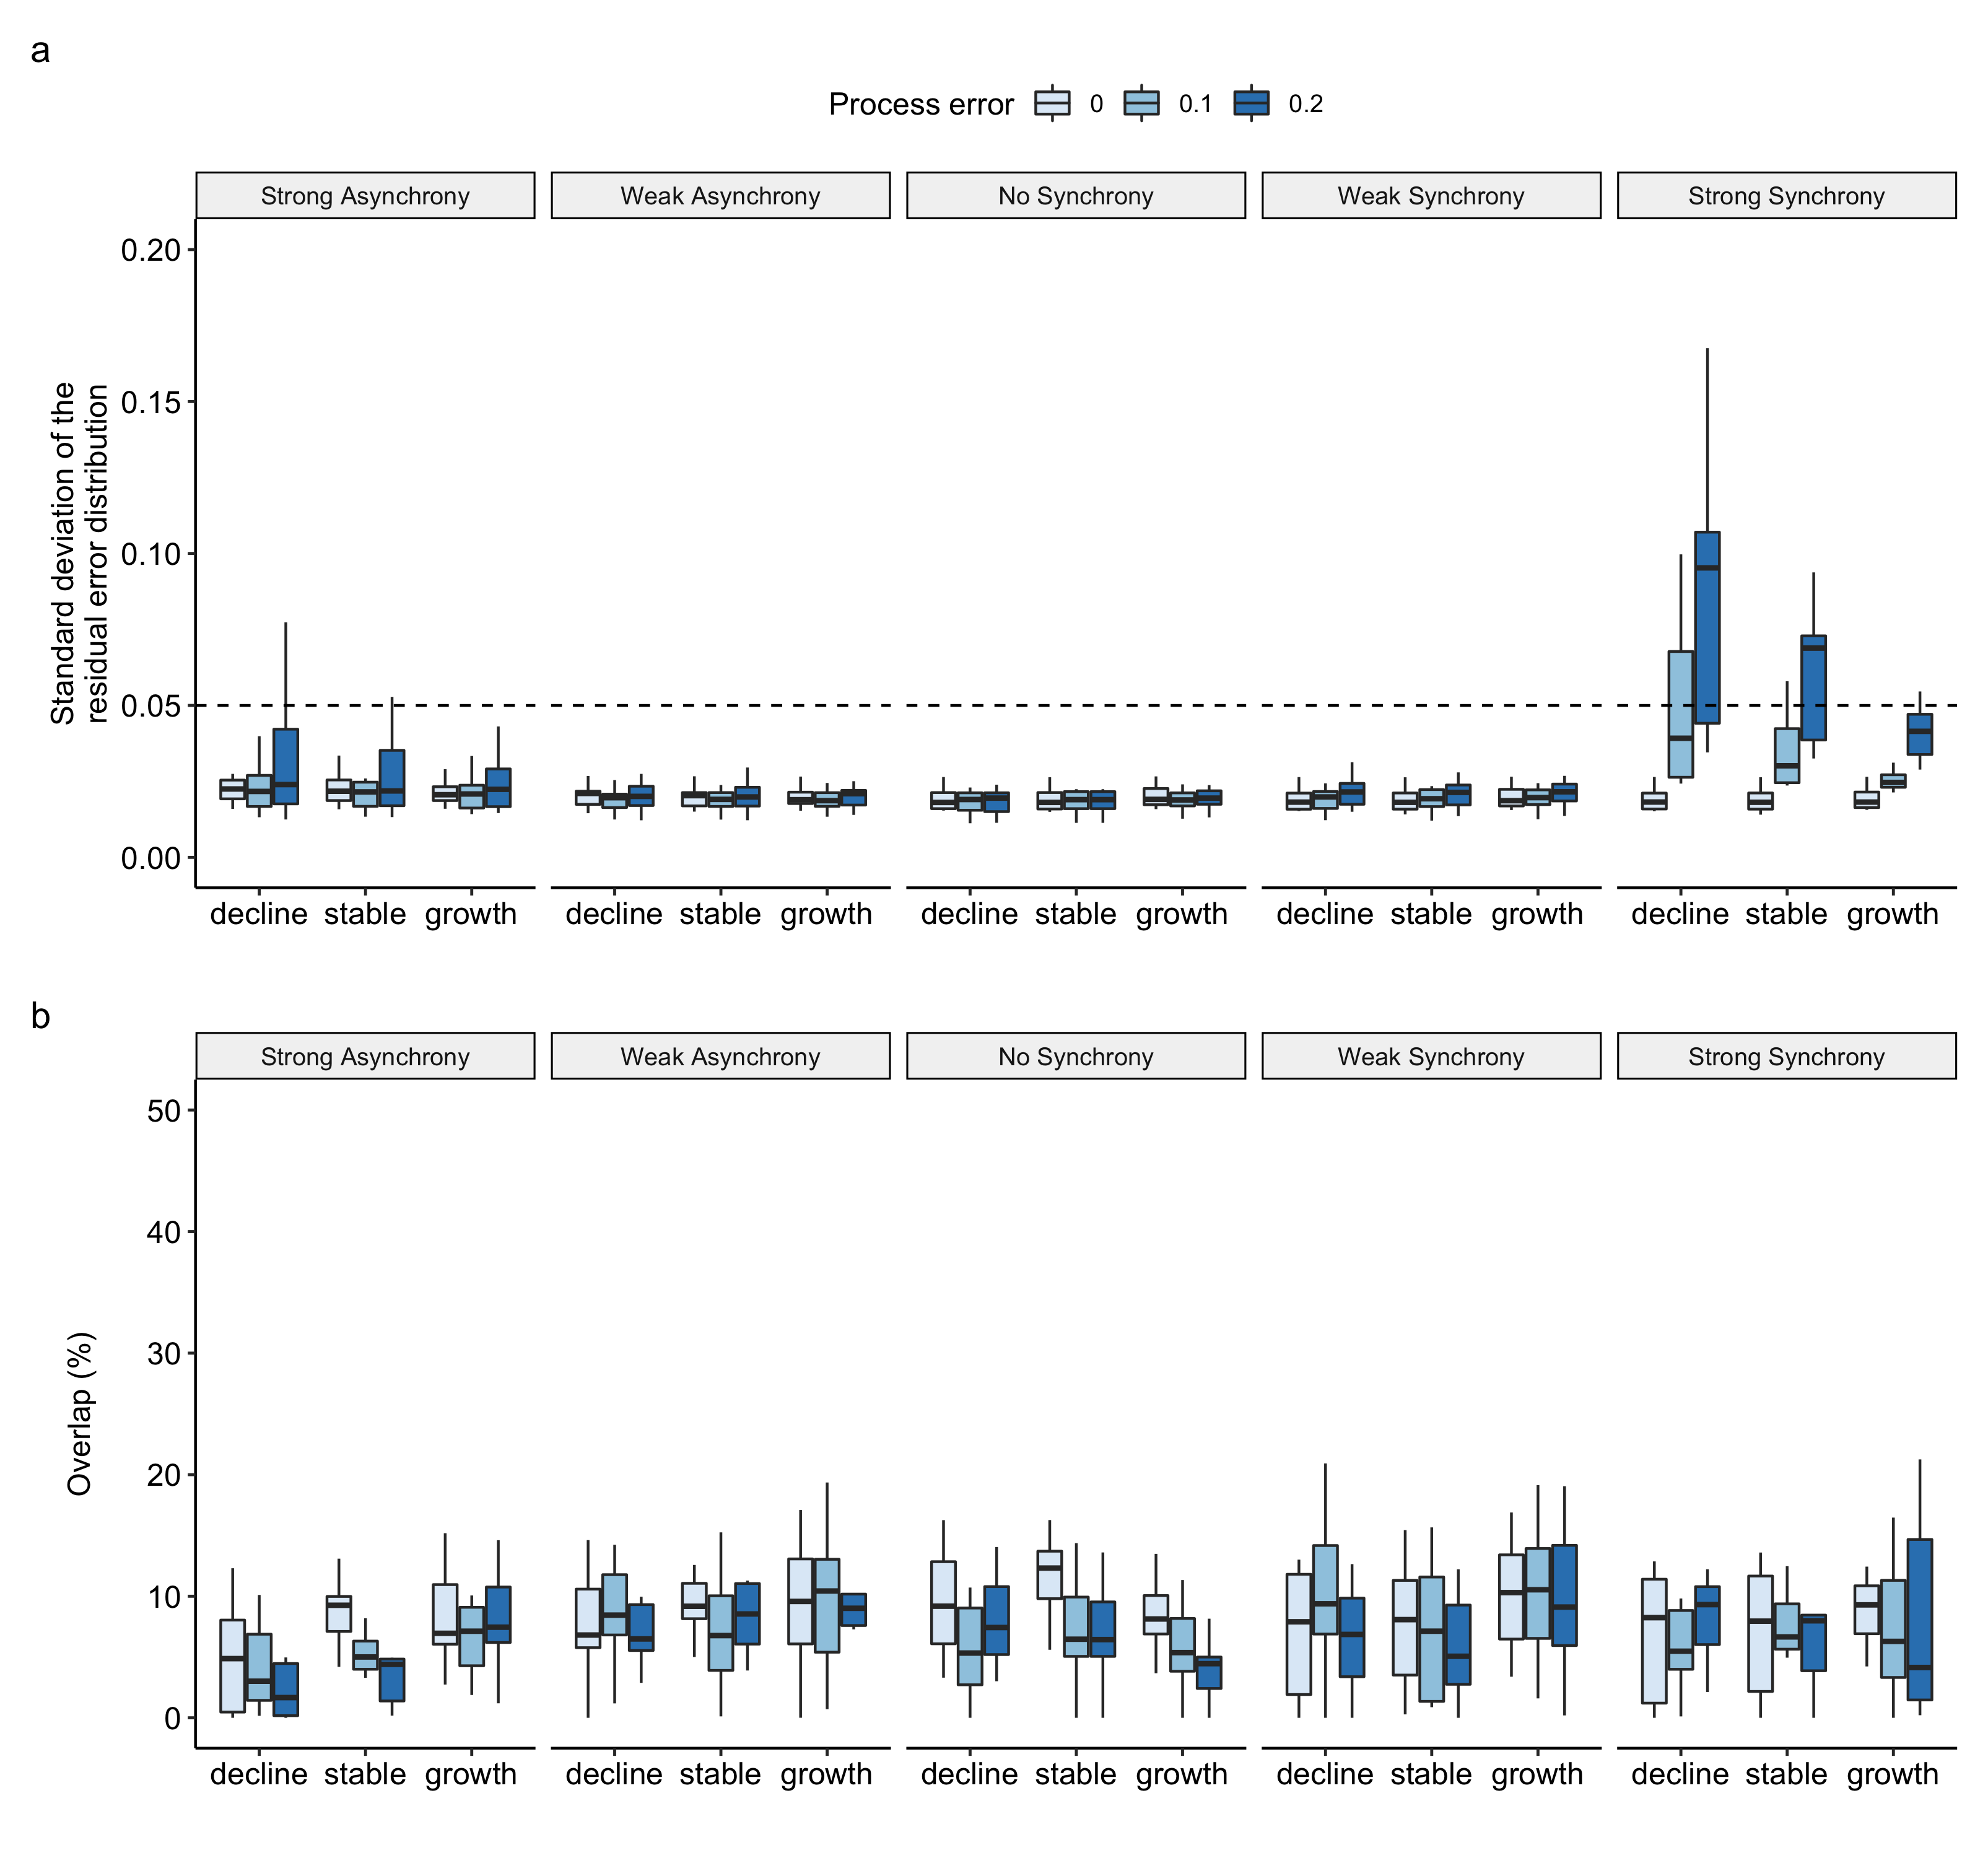 a
Process error 0 0.1 0.2
Strong Asynchrony Weak Asynchrony No Synchrony Weak Synchrony Strong Synchrony
Standard deviation of the
residual error distribution
0.20
0.15
0.10
0.05
0.00
decline stable growth decline stable growth decline stable growth decline stable growth decline stable growth
b
Strong Asynchrony Weak Asynchrony No Synchrony Weak Synchrony Strong Synchrony
Overlap (%)
50
40
30
20
10
0
decline stable growth decline stable growth decline stable growth decline stable growth decline stable growth